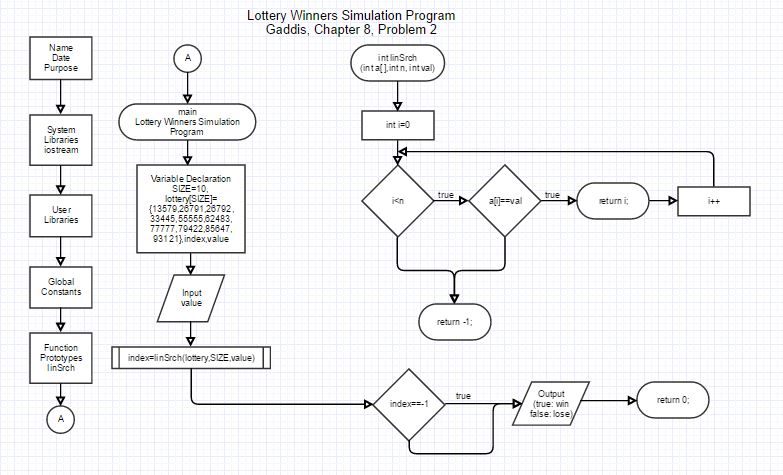 Lottery Winners Simulation Program
Gaddis, Chapter 8, Problem 2
Name
Date
Purpose
System
Libraries
iostream
User
Libraries
Global
Constants
Function
Prototypes
linSrch
A
A
main
Lottery Winners Simulation
Program
Variable Declaration
SIZE=10,
lottery[SIZE]=
{13579,26791,26792,
33445,55555,62483,
77777,79422,85647,
93121},index,value
Input
value
index=linSrch(lottery,SIZE,value)
int linSrch
(int a[],int n, int val)
int i=0
i<n
true
a[i]==val
true
return i;
i++
return -1;
index==-1
true
Output
(true: win
false: lose)
return 0;